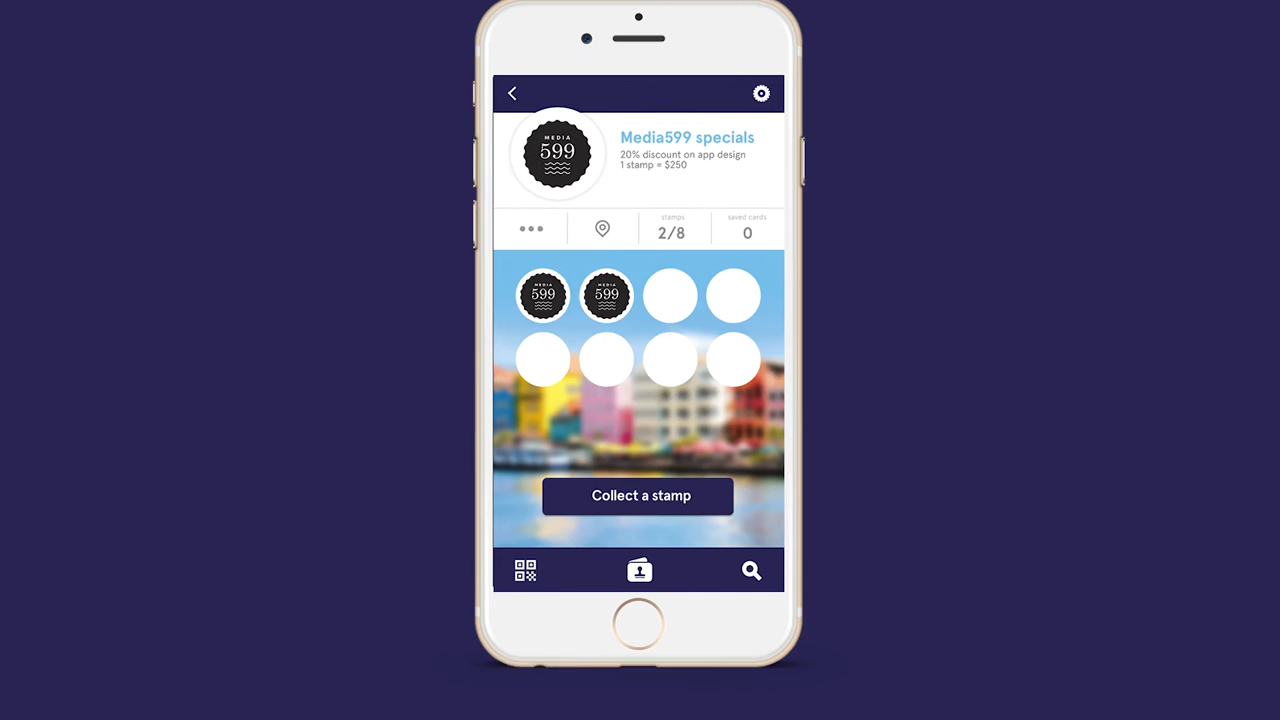 MEDIA
599
Media599 specials
20% discount on app design
1 stamp = $250
stamps
2/8
saved cards
0
MEDIA
599
MEDIA
599
Collect a stamp